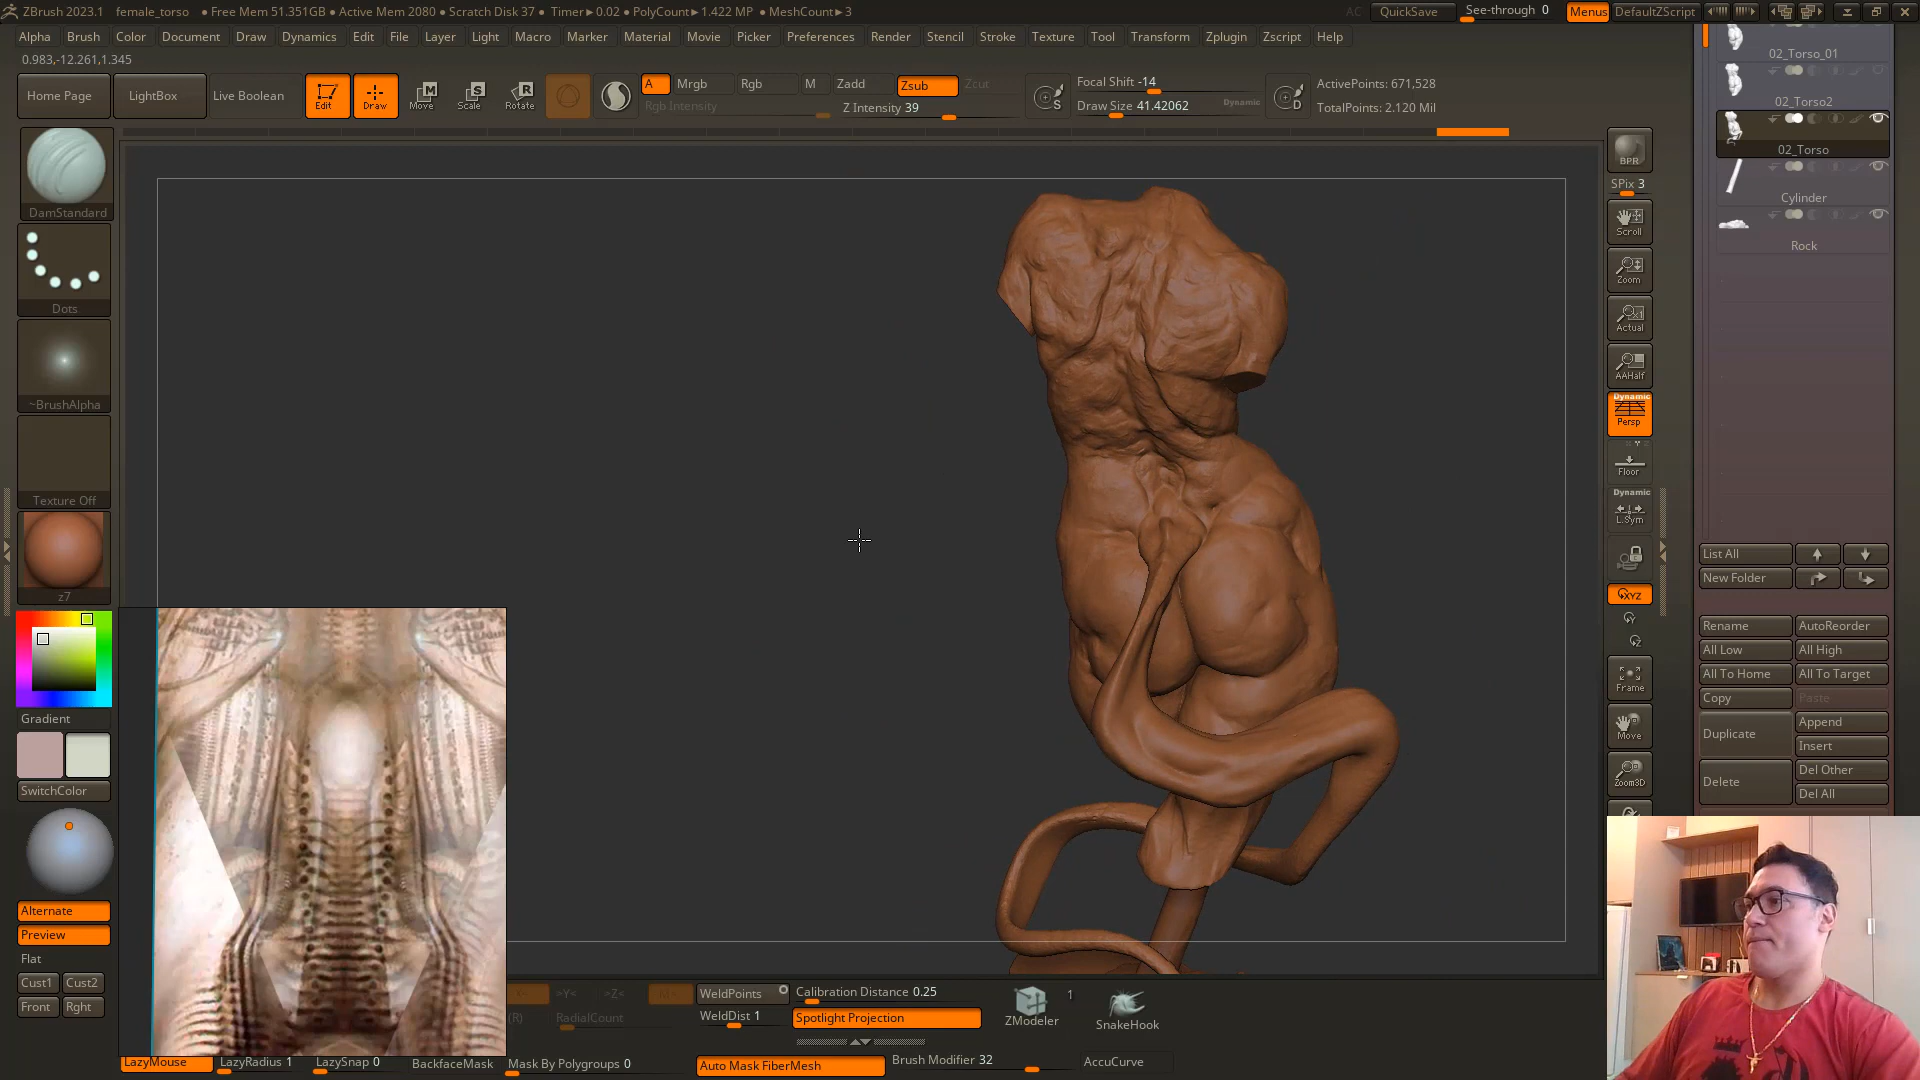 ZBrush 2023.1 female_torso ● Free Mem 51.351GB ● Active Mem 2080 ● Scratch Disk 37 ● Timer►0.02 ● PolyCount►1.422 MP ● MeshCount►3 AC QuickSave See-through 0 Menus DefaultZScript
Alpha Brush Color Document Draw Dynamics Edit File Layer Light Macro Marker Material Movie Picker Preferences Render Stencil Stroke Texture Tool Transform Zplugin Zscript Help
0.983,-12.261,1.345
Home Page LightBox Live Boolean Edit Draw Move Scale Rotate A Mrgb Rgb M Zadd Zsub Zcut
Rgb Intensity Z Intensity 39
S Focal Shift -14
Draw Size 41.42062 Dynamic D
ActivePoints: 671,528
TotalPoints: 2.120 Mil
DamStandard
Dots
~BrushAlpha
Texture Off
z7
Gradient
SwitchColor
Alternate
Preview
Flat
Cust1 Cust2
Front Rght
BPR
SPix 3
Scroll
Zoom
Actual
AAHalf
Dynamic
Persp
Floor
Dynamic
L.Sym
XYZ
Frame
Move
Zoom3D
02_Torso_01
02_Torso2
02_Torso
Cylinder
Rock
List All
New Folder
Rename AutoReorder
All Low All High
All To Home All To Target
Copy Paste
Duplicate Append
Insert
Delete Del Other
Del All
>Y< >Z< WeldPoints Calibration Distance 0.25
(R) RadialCount WeldDist 1 Spotlight Projection
ZModeler 1 SnakeHook
LazyMouse LazyRadius 1 LazySnap 0 BackfaceMask Mask By Polygroups 0 Auto Mask FiberMesh Brush Modifier 32 AccuCurve